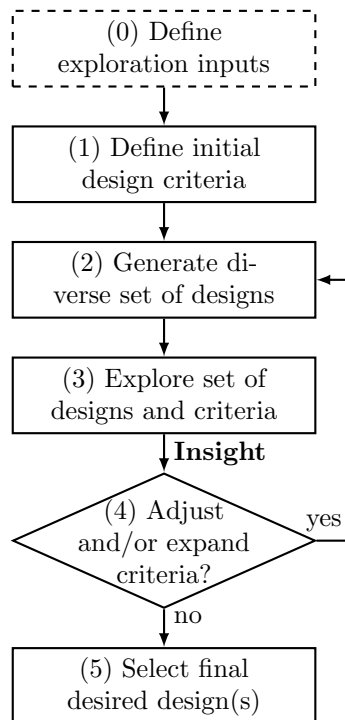 (0) Define
exploration inputs
(1) Define initial
design criteria
(2) Generate di-
verse set of designs
(3) Explore set of
designs and criteria
Insight
(4) Adjust
and/or expand
criteria?
yes
no
(5) Select final
desired design(s)